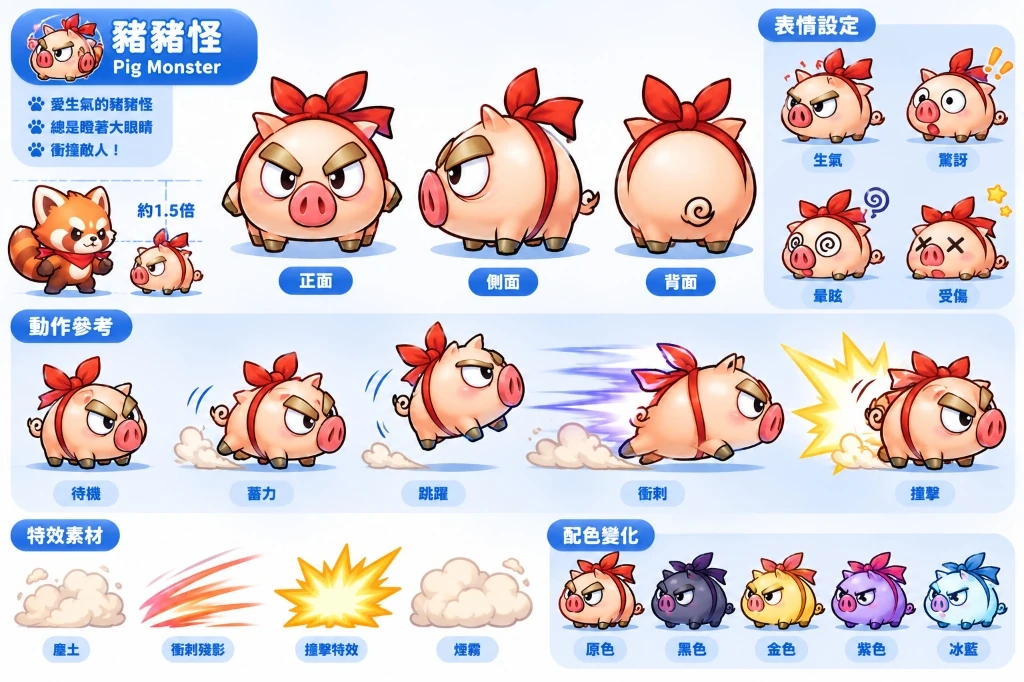 豬豬怪
Pig Monster
愛生氣的豬豬怪
總是瞪著大眼睛
衝撞敵人！
約1.5倍
正面
側面
背面
表情設定
生氣
驚訝
暈眩
受傷
動作參考
待機
蓄力
跳躍
衝刺
撞擊
特效素材
塵土
衝刺殘影
撞擊特效
煙霧
配色變化
原色
黑色
金色
紫色
冰藍